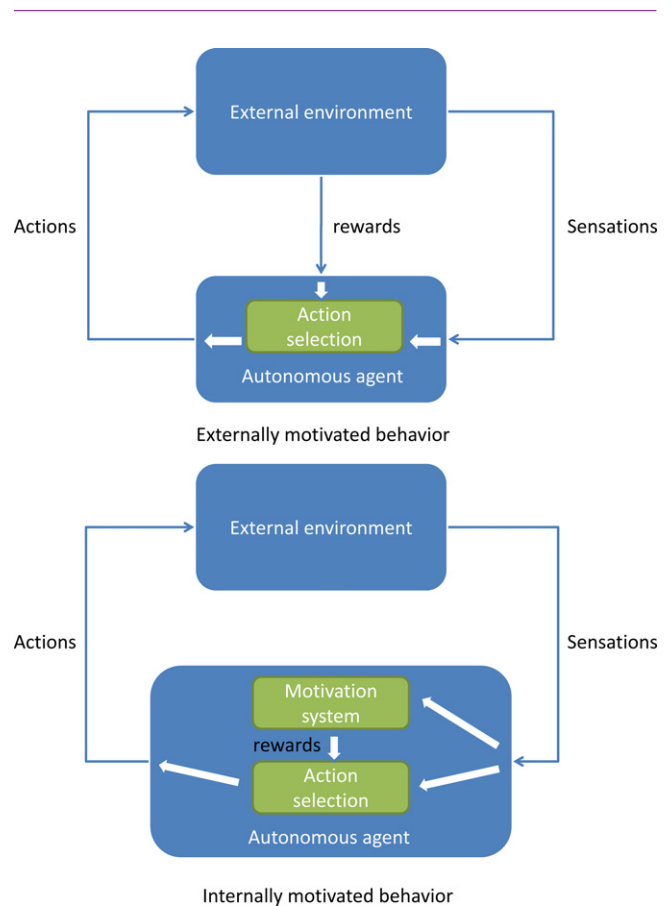 External environment
Actions
rewards
Sensations
Action
selection
Autonomous agent
Externally motivated behavior
External environment
Actions
Sensations
Motivation
system
rewards
Action
selection
Autonomous agent
Internally motivated behavior